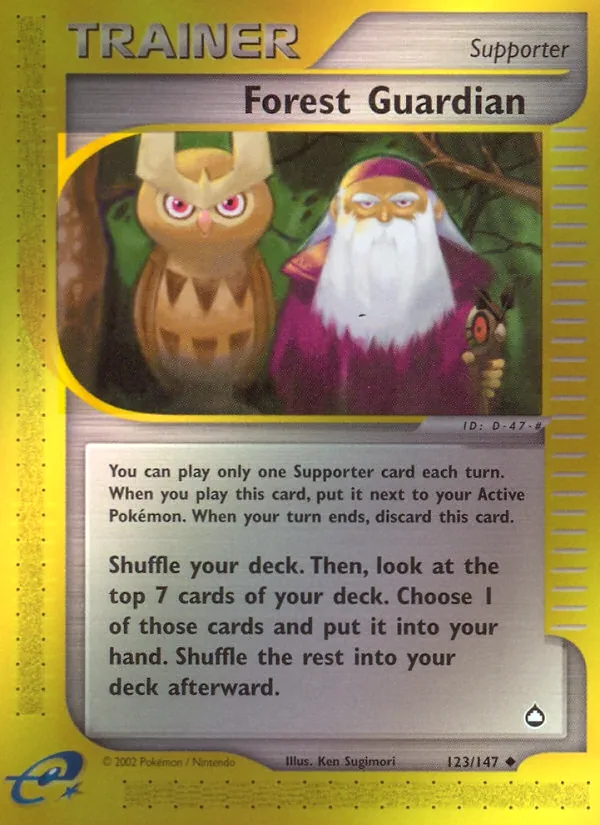 TRAINER
Supporter
Forest Guardian
ID: D-47-#
You can play only one Supporter card each turn.
When you play this card, put it next to your Active
Pokémon. When your turn ends, discard this card.
Shuffle your deck. Then, look at the
top 7 cards of your deck. Choose 1
of those cards and put it into your
hand. Shuffle the rest into your
deck afterward.
© 2002 Pokémon / Nintendo
Illus. Ken Sugimori
123/147 ◆
e